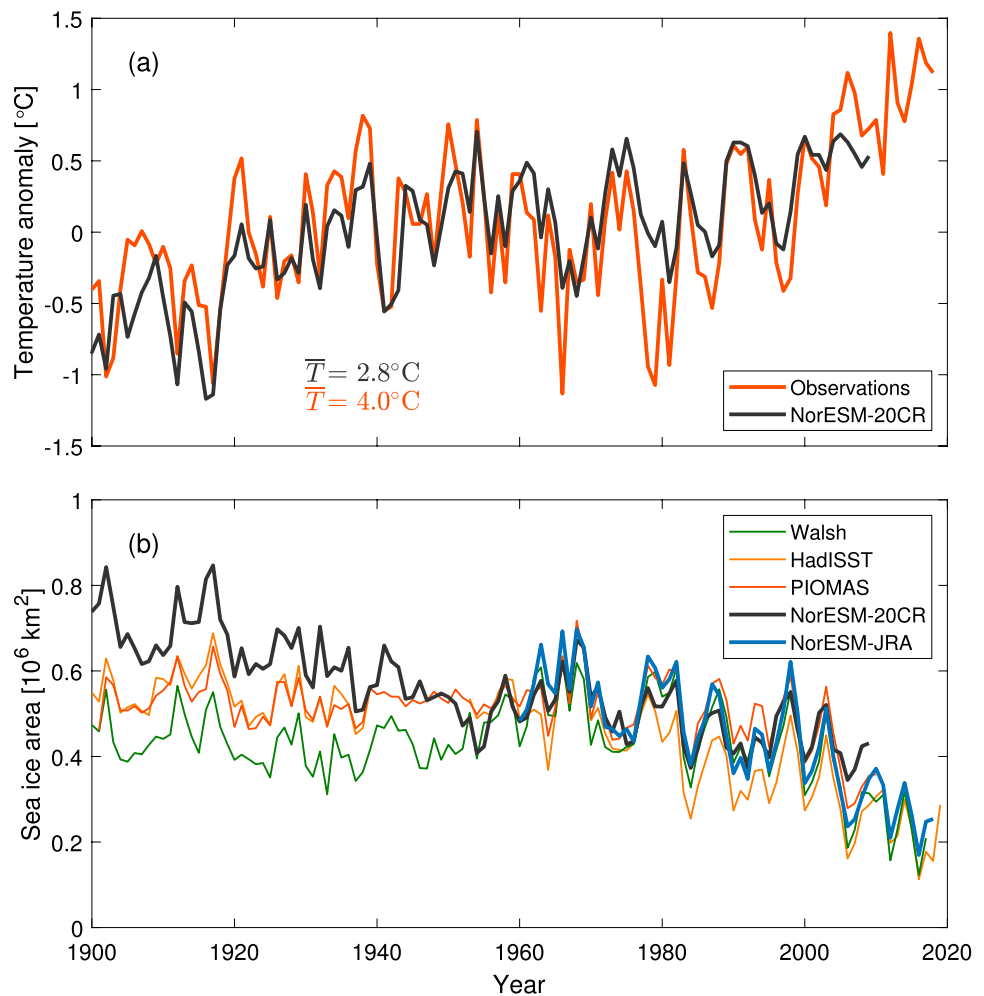 1.5
(a)
1
0.5
0
-0.5
-1
-1.5
Temperature anomaly [°C]
T̅ = 2.8°C
T̅ = 4.0°C
Observations
NorESM-20CR
1
(b)
0.8
0.6
0.4
0.2
0
Sea ice area [10⁶ km²]
Walsh
HadISST
PIOMAS
NorESM-20CR
NorESM-JRA
1900 1920 1940 1960 1980 2000 2020
Year